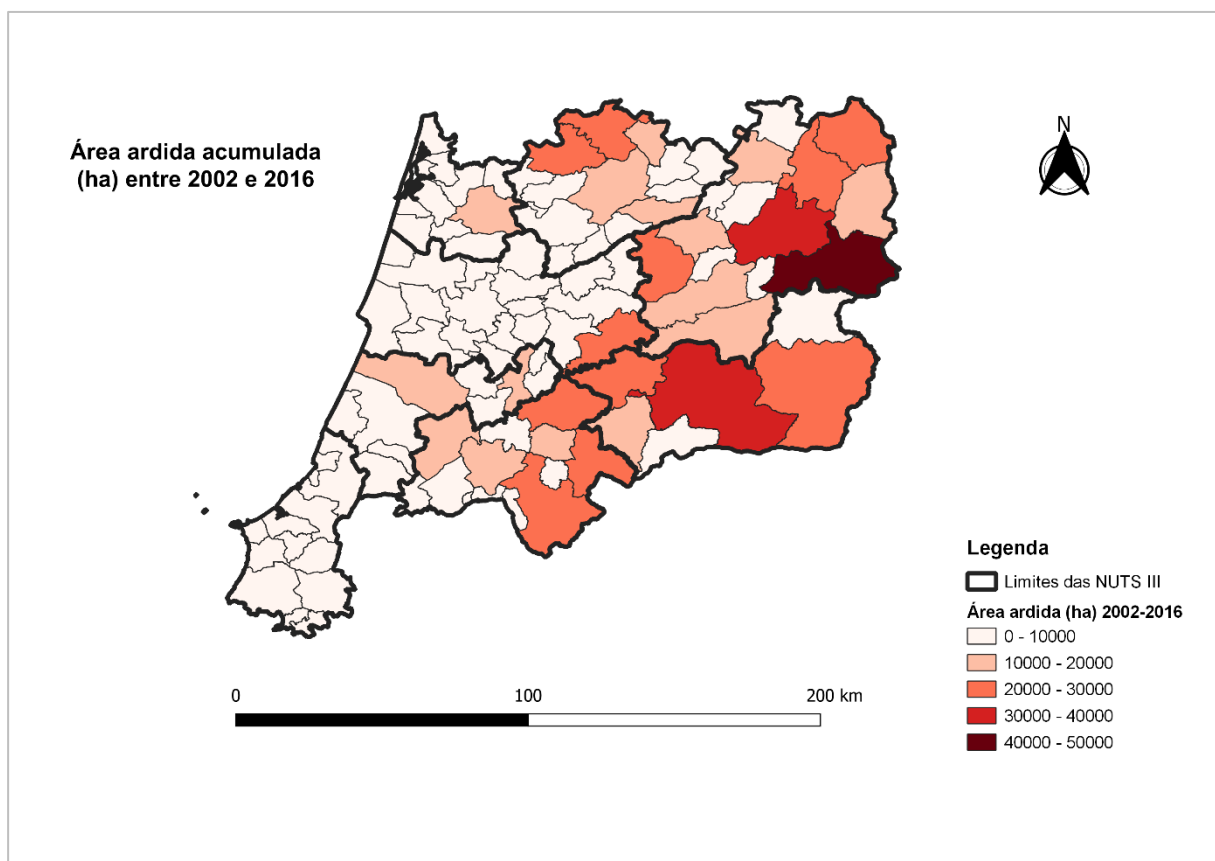 Área ardida acumulada
(ha) entre 2002 e 2016
N
Legenda
Limites das NUTS III
Área ardida (ha) 2002-2016
0 - 10000
10000 - 20000
20000 - 30000
30000 - 40000
40000 - 50000
0 100 200 km